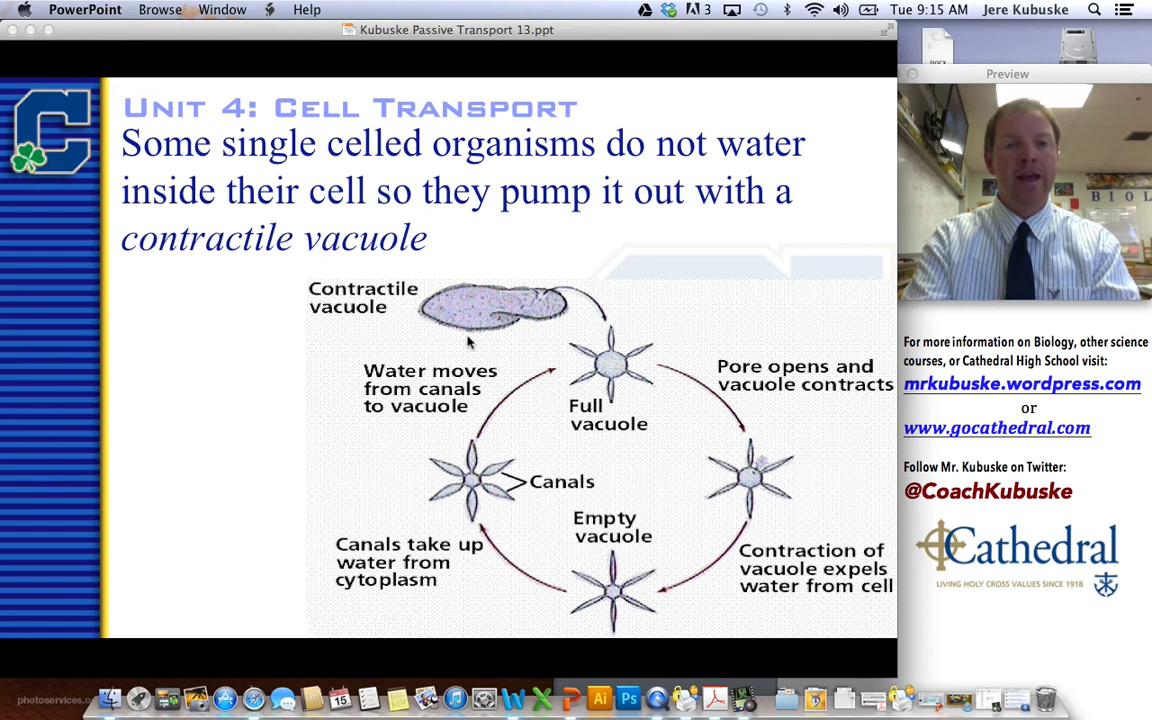 PowerPoint Browse Window Help
3 Tue 9:15 AM Jere Kubuske
Kubuske Passive Transport 13.ppt
DOCX
Preview
UNIT 4: CELL TRANSPORT
Some single celled organisms do not water
inside their cell so they pump it out with a
contractile vacuole
Contractile
vacuole
Water moves
from canals
to vacuole
Full
vacuole
Pore opens and
vacuole contracts
Canals
Empty
vacuole
Canals take up
water from
cytoplasm
Contraction of
vacuole expels
water from cell
B I O L
For more information on Biology, other science
courses, or Cathedral High School visit:
mrkubuske.wordpress.com
or
www.gocathedral.com
Follow Mr. Kubuske on Twitter:
@CoachKubuske
Cathedral
LIVING HOLY CROSS VALUES SINCE 1918
15